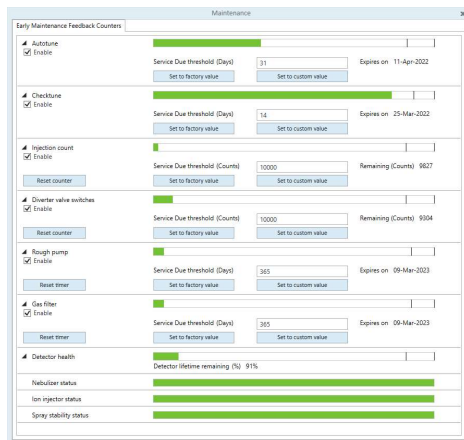 Maintenance
Early Maintenance Feedback Counters
Autotune
Enable
Service Due threshold (Days) 31 Expires on 11-Apr-2022
Set to factory value Set to custom value
Checktune
Enable
Service Due threshold (Days) 14 Expires on 25-Mar-2022
Set to factory value Set to custom value
Injection count
Enable
Service Due threshold (Counts) 10000 Remaining (Counts) 9827
Reset counter Set to factory value Set to custom value
Diverter valve switches
Enable
Service Due threshold (Counts) 10000 Remaining (Counts) 9304
Reset counter Set to factory value Set to custom value
Rough pump
Enable
Service Due threshold (Days) 365 Expires on 09-Mar-2023
Reset timer Set to factory value Set to custom value
Gas filter
Enable
Service Due threshold (Days) 365 Expires on 09-Mar-2023
Reset timer Set to factory value Set to custom value
Detector health
Detector lifetime remaining (%) 91%
Nebulizer status
Ion injector status
Spray stability status